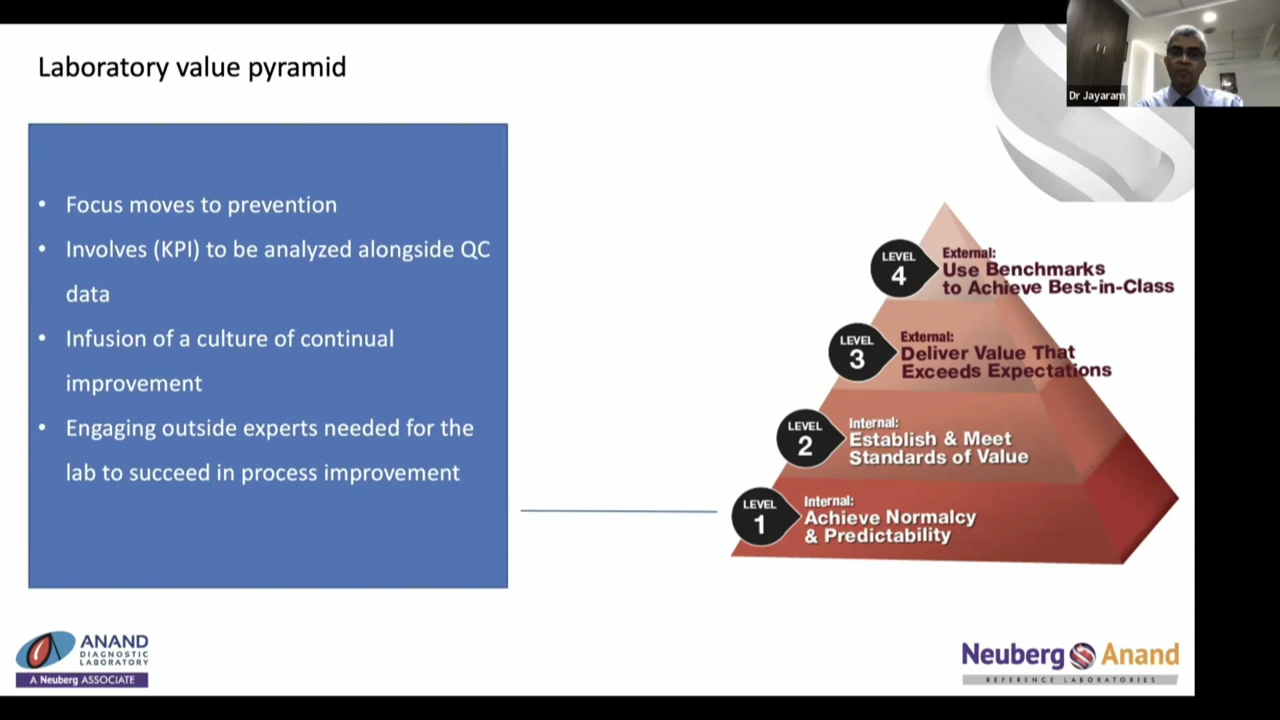 Laboratory value pyramid
Dr Jayaram
• Focus moves to prevention
• Involves (KPI) to be analyzed alongside QC
data
• Infusion of a culture of continual
improvement
• Engaging outside experts needed for the
lab to succeed in process improvement
LEVEL
4
External:
Use Benchmarks
to Achieve Best-in-Class
LEVEL
3
External:
Deliver Value That
Exceeds Expectations
LEVEL
2
Internal:
Establish & Meet
Standards of Value
LEVEL
1
Internal:
Achieve Normalcy
& Predictability
ANAND
DIAGNOSTIC
LABORATORY
A Neuberg ASSOCIATE
Neuberg Anand
REFERENCE LABORATORIES